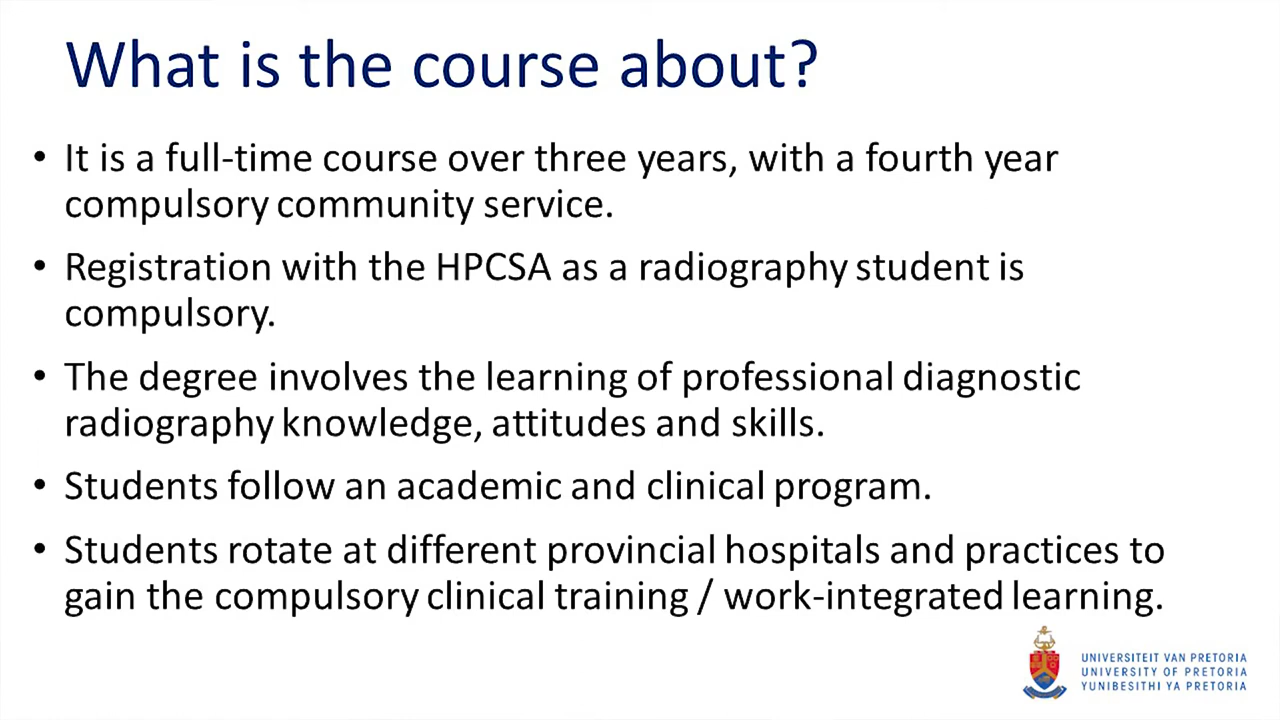 What is the course about?
• It is a full-time course over three years, with a fourth year
compulsory community service.
• Registration with the HPCSA as a radiography student is
compulsory.
• The degree involves the learning of professional diagnostic
radiography knowledge, attitudes and skills.
• Students follow an academic and clinical program.
• Students rotate at different provincial hospitals and practices to
gain the compulsory clinical training / work-integrated learning.
UNIVERSITEIT VAN PRETORIA
UNIVERSITY OF PRETORIA
YUNIBESITHI YA PRETORIA